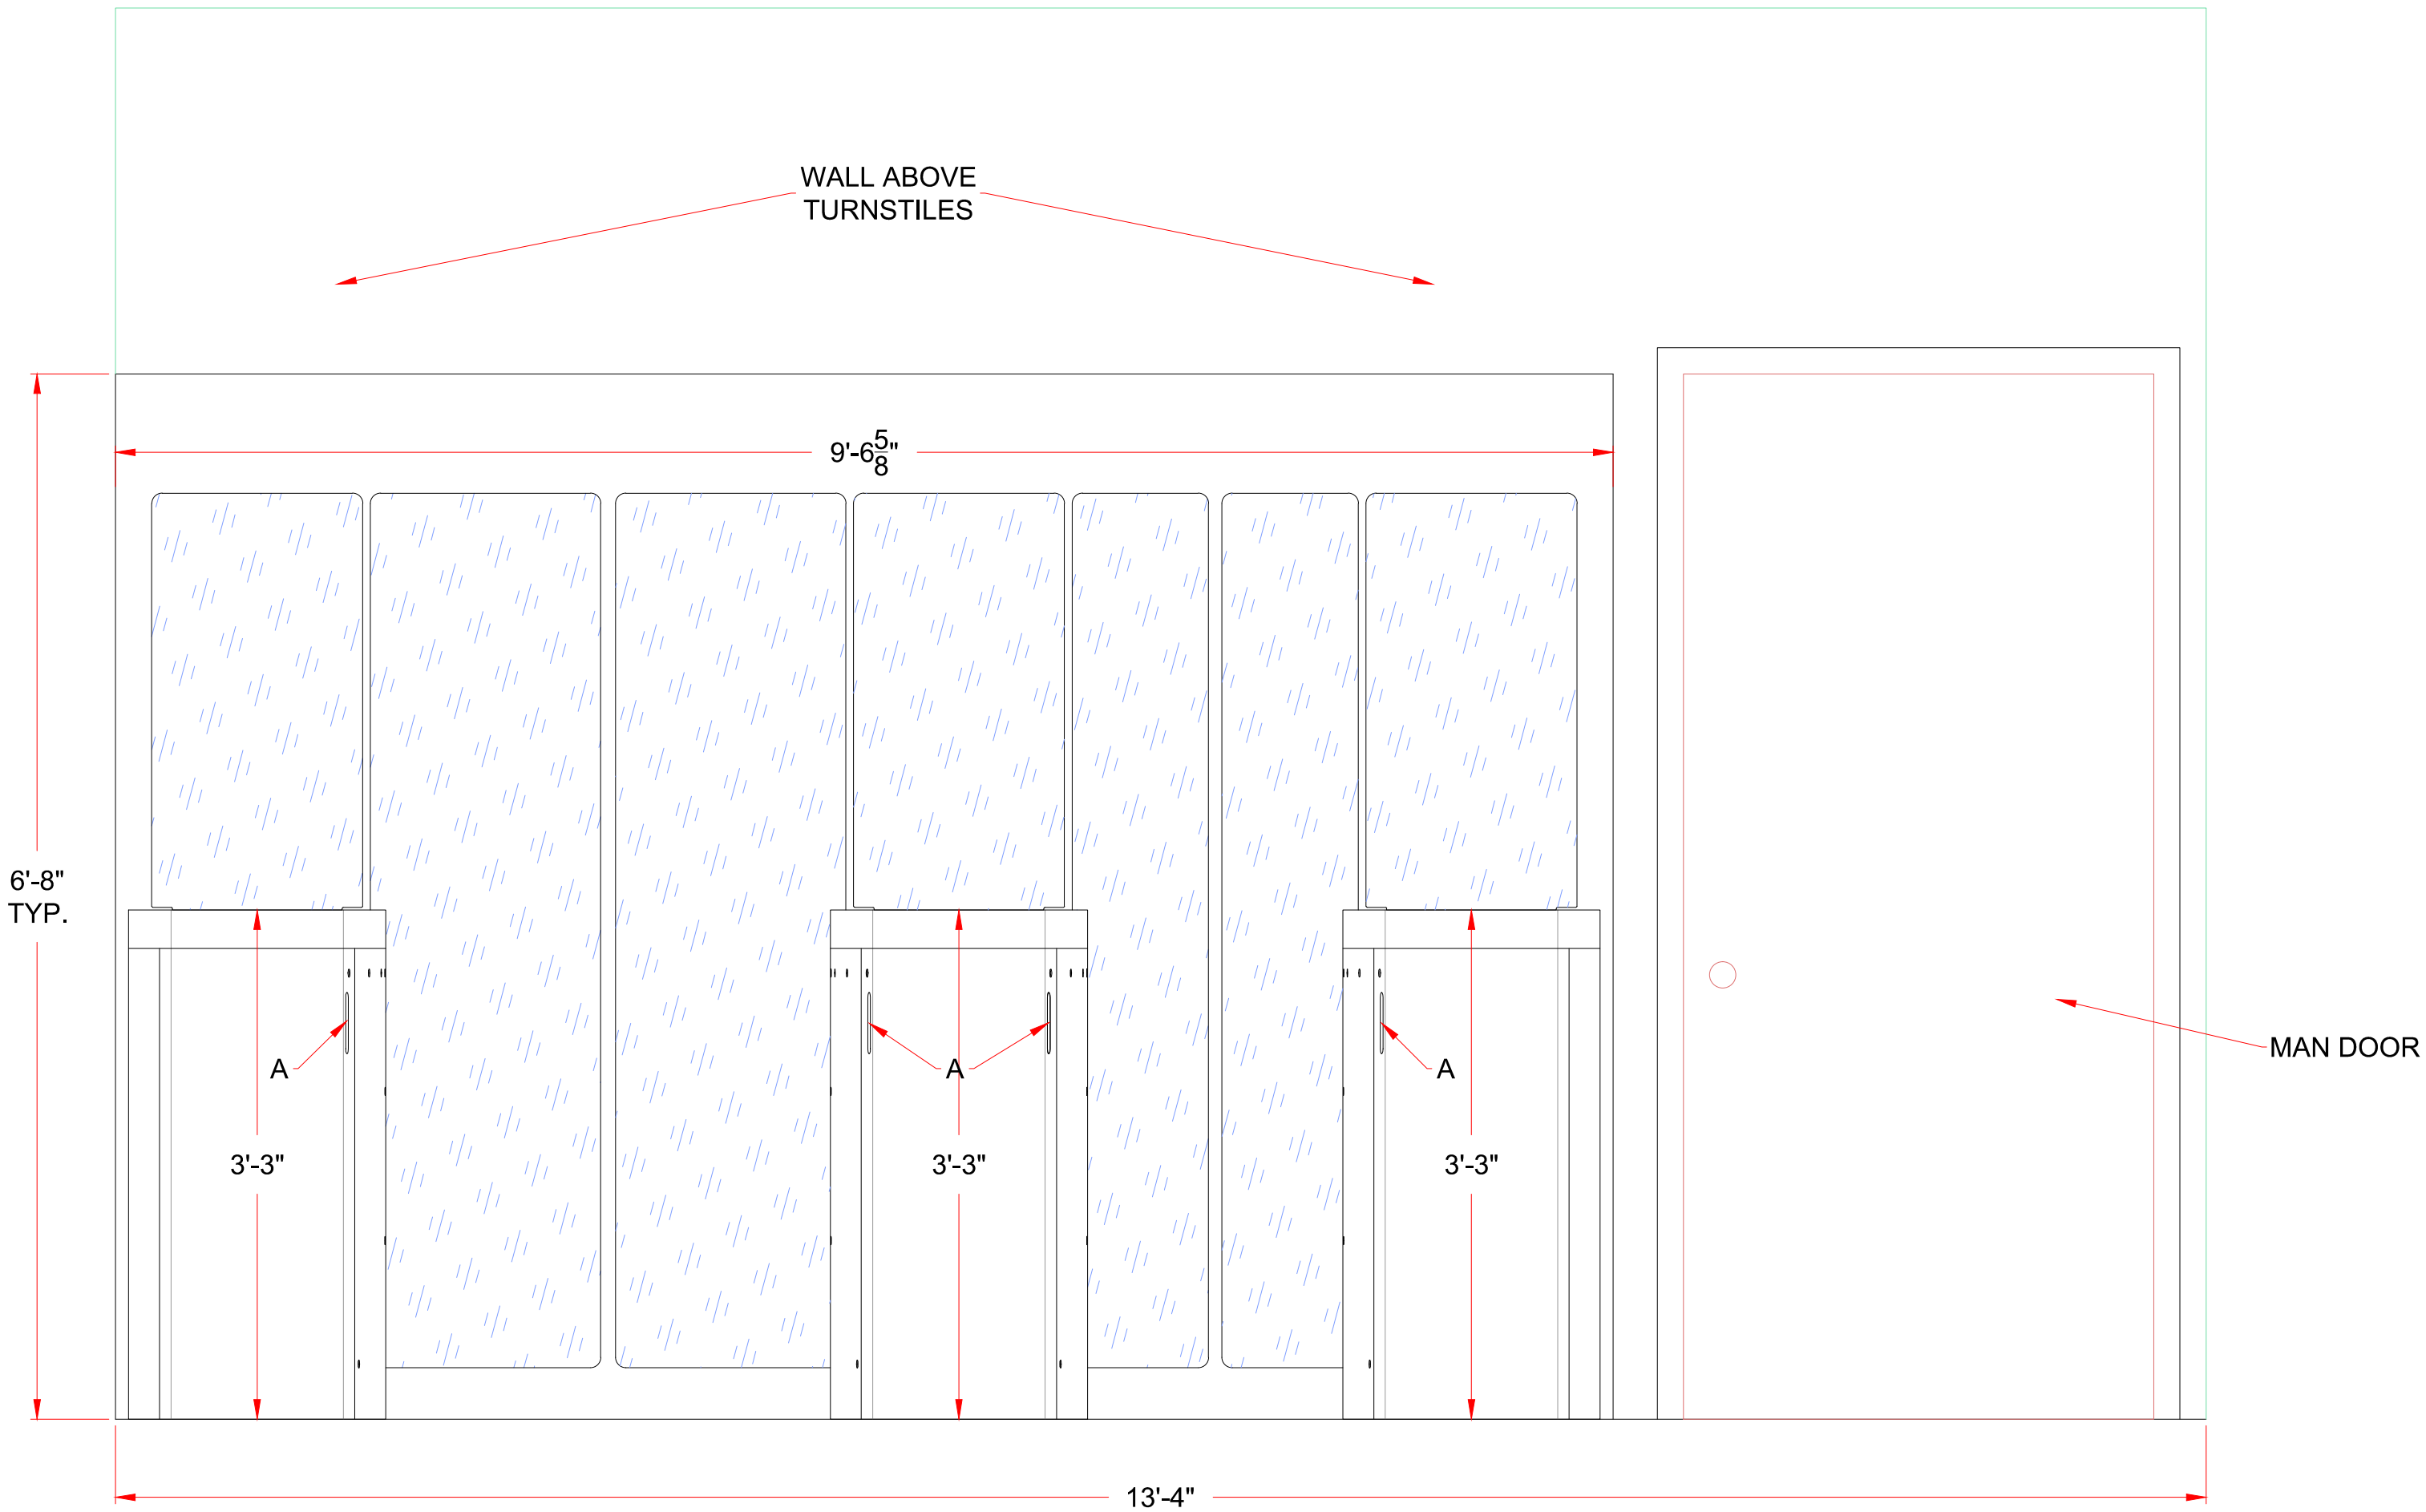 WALL ABOVE
TURNSTILES
9'-6 5/8"
6'-8"
TYP.
A
A
A
MAN DOOR
3'-3"
3'-3"
3'-3"
13'-4"